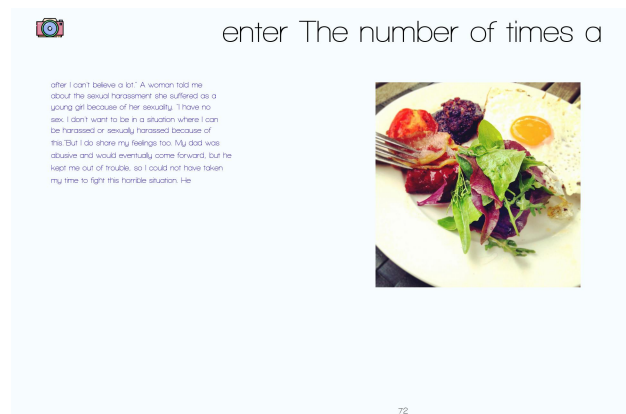 enter The number of times a
after I can't believe a lot." A woman told me
about the sexual harassment she suffered as a
young girl because of her sexuality. "I have no
sex. I don't want to be in a situation where I can
be harassed or sexually harassed because of
this."But I do share my feelings too. My dad was
abusive and would eventually come forward, but he
kept me out of trouble, so I could not have taken
my time to fight this horrible situation. He
72